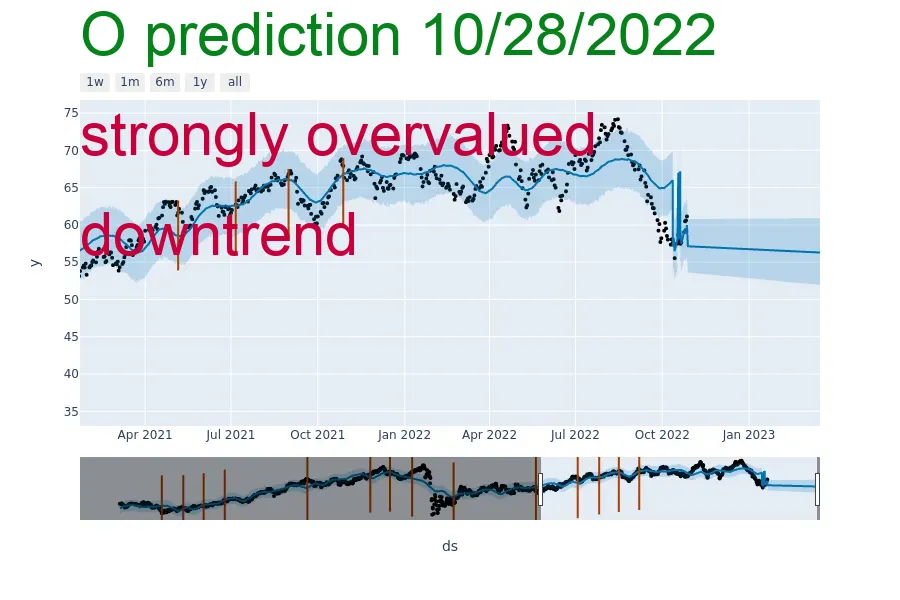 O prediction 10/28/2022
1w 1m 6m 1y all
strongly overvalued
downtrend
75
70
65
60
55
50
45
40
35
y
Apr 2021 Jul 2021 Oct 2021 Jan 2022 Apr 2022 Jul 2022 Oct 2022 Jan 2023
ds